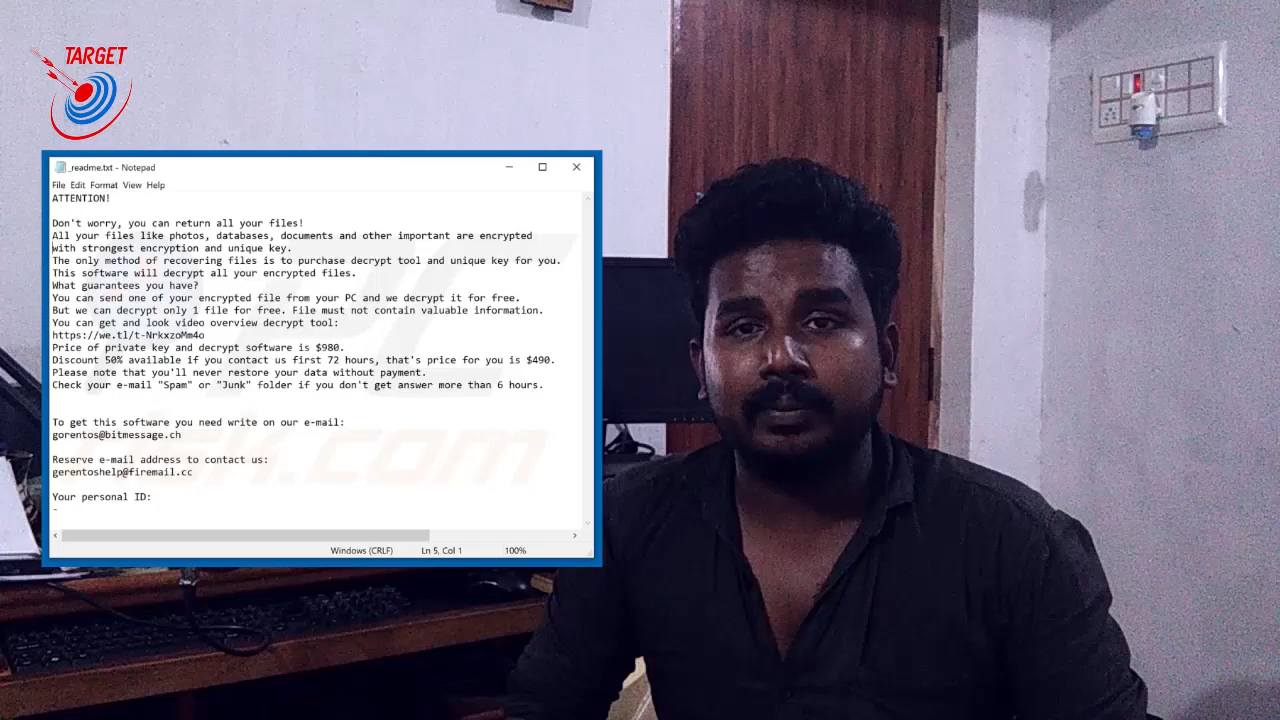 TARGET
_readme.txt - Notepad
File Edit Format View Help
ATTENTION!
Don't worry, you can return all your files!
All your files like photos, databases, documents and other important are encrypted
with strongest encryption and unique key.
The only method of recovering files is to purchase decrypt tool and unique key for you.
This software will decrypt all your encrypted files.
What guarantees you have?
You can send one of your encrypted file from your PC and we decrypt it for free.
But we can decrypt only 1 file for free. File must not contain valuable information.
You can get and look video overview decrypt tool:
https://we.tl/t-NrkxzoMm4o
Price of private key and decrypt software is $980.
Discount 50% available if you contact us first 72 hours, that's price for you is $490.
Please note that you'll never restore your data without payment.
Check your e-mail "Spam" or "Junk" folder if you don't get answer more than 6 hours.
To get this software you need write on our e-mail:
gorentos@bitmessage.ch
Reserve e-mail address to contact us:
gerentoshelp@firemail.cc
Your personal ID:
-
Windows (CRLF) Ln 5, Col 1 100%